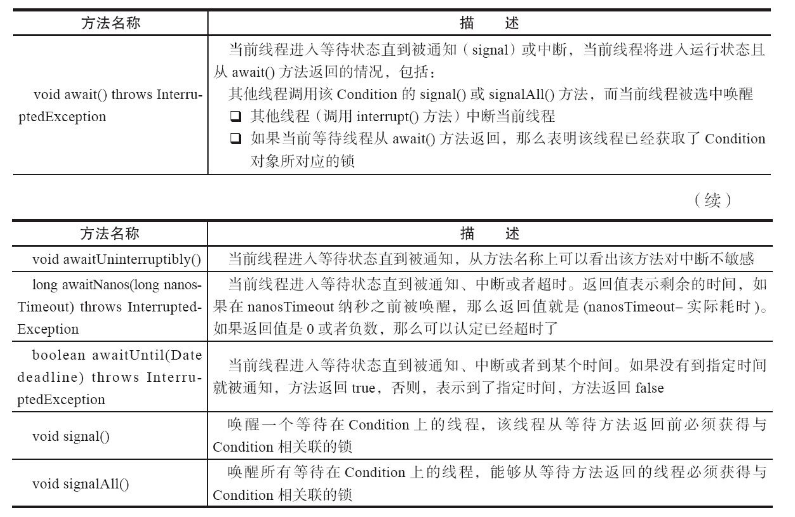 方法名称 描 述
当前线程进入等待状态直到被通知（signal）或中断，当前线程将进入运行状态且
从 await() 方法返回的情况，包括：
其他线程调用该 Condition 的 signal() 或 signalAll() 方法，而当前线程被选中唤醒
void await() throws Interru-
ptedException
❑ 其他线程（调用 interrupt() 方法）中断当前线程
❑ 如果当前等待线程从 await() 方法返回，那么表明该线程已经获取了 Condition
对象所对应的锁
（续）
方法名称 描 述
void awaitUninterruptibly() 当前线程进入等待状态直到被通知，从方法名称上可以看出该方法对中断不敏感
long awaitNanos(long nanos-
Timeout) throws Interrupted-
Exception
当前线程进入等待状态直到被通知、中断或者超时。返回值表示剩余的时间，如
果在 nanosTimeout 纳秒之前被唤醒，那么返回值就是 (nanosTimeout– 实际耗时 )。
如果返回值是 0 或者负数，那么可以认定已经超时了
boolean awaitUntil(Date
deadline) throws Interru-
ptedException
当前线程进入等待状态直到被通知、中断或者到某个时间。如果没有到指定时间
就被通知，方法返回 true，否则，表示到了指定时间，方法返回 false
void signal()
唤醒一个等待在 Condition 上的线程，该线程从等待方法返回前必须获得与
Condition 相关联的锁
void signalAll()
唤醒所有等待在 Condition 上的线程，能够从等待方法返回的线程必须获得与
Condition 相关联的锁